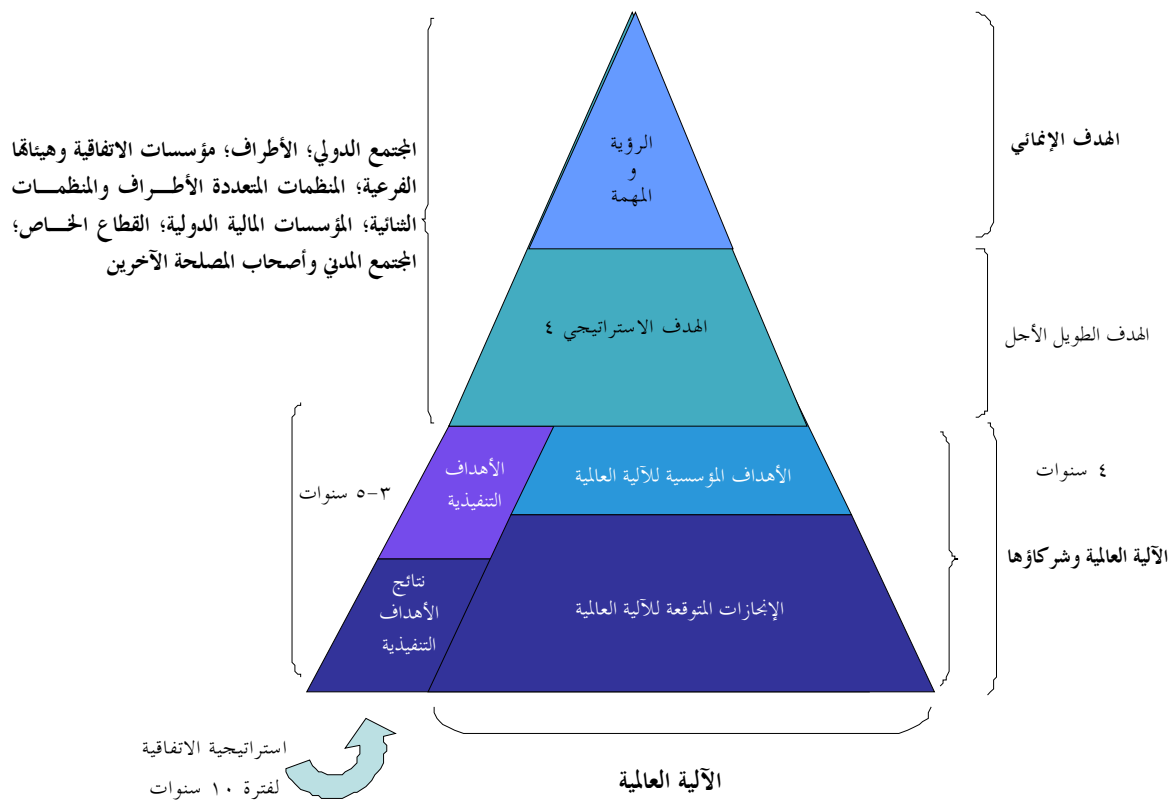 الرؤية
و
المهمة
الهدف الإنمائي
المجتمع الدولي؛ الأطراف؛ مؤسسات الاتفاقية وهيئاتها
الفرعية؛ المنظمات المتعددة الأطراف والمنظمات
الثنائية؛ المؤسسات المالية الدولية؛ القطاع الخاص؛
المجتمع المدني وأصحاب المصلحة الآخرين
الهدف الاستراتيجي ٤
الهدف الطويل الأجل
٤ سنوات
الآلية العالمية وشركاؤها
الأهداف المؤسسية للآلية العالمية
الأهداف
التنفيذية
٣-٥ سنوات
الإنجازات المتوقعة للآلية العالمية
نتائج
الأهداف
التنفيذية
الآلية العالمية
استراتيجية الاتفاقية
لفترة ١٠ سنوات